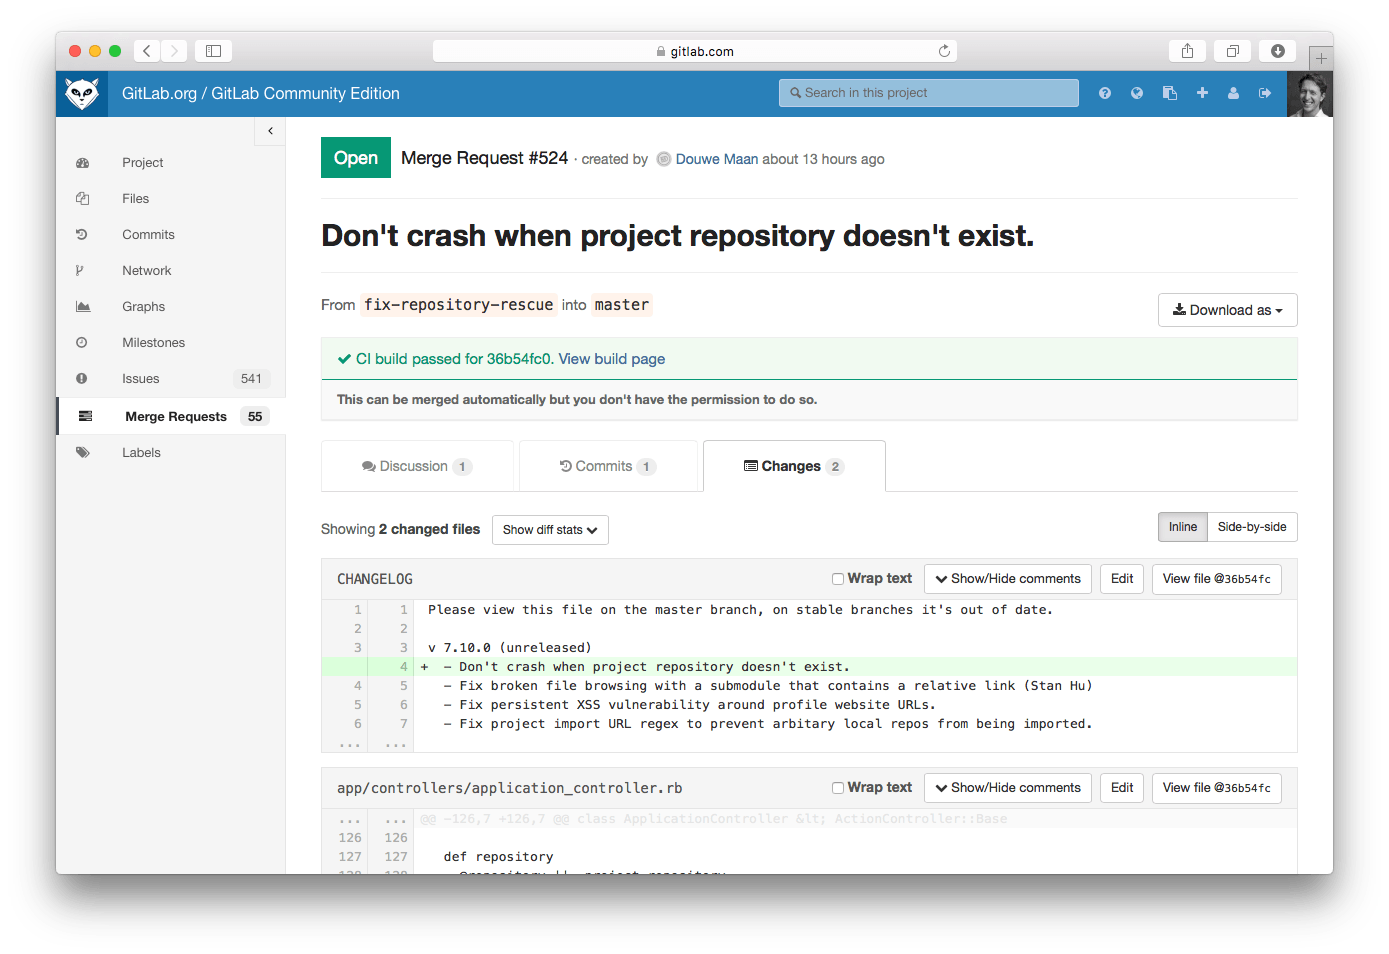 gitlab.com
GitLab.org / GitLab Community Edition
Search in this project
Project
Files
Commits
Network
Graphs
Milestones
Issues 541
Merge Requests 55
Labels
Open Merge Request #524 · created by Douwe Maan about 13 hours ago
Don't crash when project repository doesn't exist.
From fix-repository-rescue into master
Download as
CI build passed for 36b54fc0. View build page
This can be merged automatically but you don't have the permission to do so.
Discussion 1 Commits 1 Changes 2
Showing 2 changed files Show diff stats Inline Side-by-side
CHANGELOG Wrap text Show/Hide comments Edit View file @36b54fc
1 1 Please view this file on the master branch, on stable branches it's out of date.
2 2
3 3 v 7.10.0 (unreleased)
4 + - Don't crash when project repository doesn't exist.
4 5 - Fix broken file browsing with a submodule that contains a relative link (Stan Hu)
5 6 - Fix persistent XSS vulnerability around profile website URLs.
6 7 - Fix project import URL regex to prevent arbitary local repos from being imported.
... ...
app/controllers/application_controller.rb Wrap text Show/Hide comments Edit View file @36b54fc
... ... @@ -126,7 +126,7 @@ class ApplicationController &lt; ActionController::Base
126 126
127 127 def repository